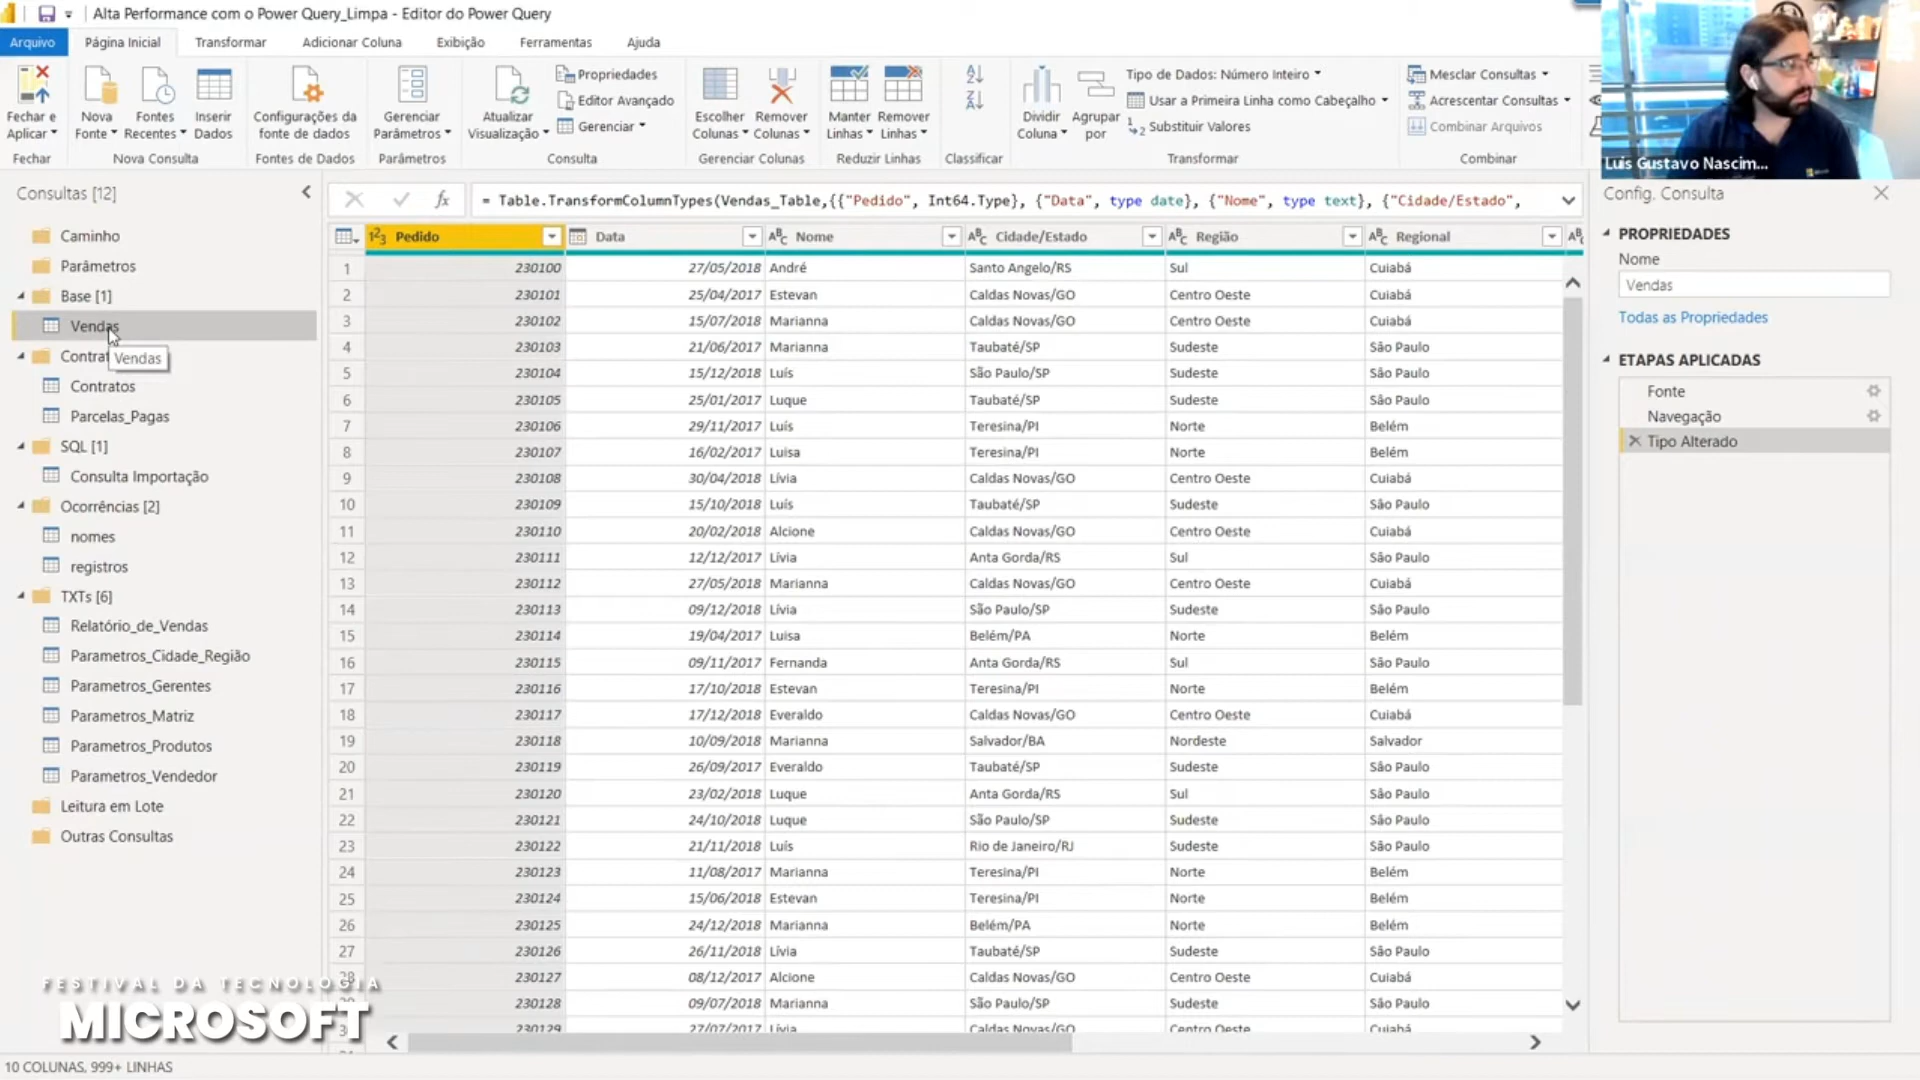 Alta Performance com o Power Query_Limpa - Editor do Power Query
Arquivo
Página Inicial
Transformar
Adicionar Coluna
Exibição
Ferramentas
Ajuda
Fechar e Aplicar
Nova Fonte
Fontes Recentes
Inserir Dados
Configurações da fonte de dados
Gerenciar Parâmetros
Atualizar Visualização
Propriedades
Editor Avançado
Gerenciar
Escolher Colunas
Remover Colunas
Manter Linhas
Remover Linhas
Dividir Coluna
Agrupar por
Tipo de Dados: Número Inteiro
Usar a Primeira Linha como Cabeçalho
Substituir Valores
Mesclar Consultas
Acrescentar Consultas
Combinar Arquivos
Fechar
Nova Consulta
Fontes de Dados
Parâmetros
Consulta
Gerenciar Colunas
Reduzir Linhas
Classificar
Transformar
Combinar
Luis Gustavo Nascim...
Consultas [12]
Caminho
Parâmetros
Base [1]
Vendas
Vendas
Contratos
Parcelas_Pagas
SQL [1]
Consulta Importação
Ocorrências [2]
nomes
registros
TXTs [6]
Relatório_de_Vendas
Parametros_Cidade_Região
Parametros_Gerentes
Parametros_Matriz
Parametros_Produtos
Parametros_Vendedor
Leitura em Lote
Outras Consultas
fx = Table.TransformColumnTypes(Vendas_Table,{{"Pedido", Int64.Type}, {"Data", type date}, {"Nome", type text}, {"Cidade/Estado",
Pedido Data Nome Cidade/Estado Região Regional
1 230100 27/05/2018 André Santo Angelo/RS Sul Cuiabá
2 230101 25/04/2017 Estevan Caldas Novas/GO Centro Oeste Cuiabá
3 230102 15/07/2018 Marianna Caldas Novas/GO Centro Oeste Cuiabá
4 230103 21/06/2017 Marianna Taubaté/SP Sudeste São Paulo
5 230104 15/12/2018 Luís São Paulo/SP Sudeste São Paulo
6 230105 25/01/2017 Luque Taubaté/SP Sudeste São Paulo
7 230106 29/11/2017 Luís Teresina/PI Norte Belém
8 230107 16/02/2017 Luisa Teresina/PI Norte Belém
9 230108 30/04/2018 Lívia Caldas Novas/GO Centro Oeste Cuiabá
10 230109 15/10/2018 Luís Taubaté/SP Sudeste São Paulo
11 230110 20/02/2018 Alcione Caldas Novas/GO Centro Oeste Cuiabá
12 230111 12/12/2017 Lívia Anta Gorda/RS Sul São Paulo
13 230112 27/05/2018 Marianna Caldas Novas/GO Centro Oeste Cuiabá
14 230113 09/12/2018 Lívia São Paulo/SP Sudeste São Paulo
15 230114 19/04/2017 Luisa Belém/PA Norte Belém
16 230115 09/11/2017 Fernanda Anta Gorda/RS Sul São Paulo
17 230116 17/10/2018 Estevan Teresina/PI Norte Belém
18 230117 17/12/2018 Everaldo Caldas Novas/GO Centro Oeste Cuiabá
19 230118 10/09/2018 Marianna Salvador/BA Nordeste Salvador
20 230119 26/09/2017 Everaldo Taubaté/SP Sudeste São Paulo
21 230120 23/02/2018 Luque Anta Gorda/RS Sul São Paulo
22 230121 24/10/2018 Luque São Paulo/SP Sudeste São Paulo
23 230122 21/11/2018 Luís Rio de Janeiro/RJ Sudeste São Paulo
24 230123 11/08/2017 Marianna Teresina/PI Norte Belém
25 230124 15/06/2018 Estevan Teresina/PI Norte Belém
26 230125 24/12/2018 Marianna Belém/PA Norte Belém
27 230126 26/11/2018 Lívia Taubaté/SP Sudeste São Paulo
28 230127 08/12/2017 Alcione Caldas Novas/GO Centro Oeste Cuiabá
230128 09/07/2018 Marianna São Paulo/SP Sudeste São Paulo
230129 27/07/2017 Lívia Caldas Novas/GO Centro Oeste Cuiabá
Config. Consulta
PROPRIEDADES
Nome
Vendas
Todas as Propriedades
ETAPAS APLICADAS
Fonte
Navegação
Tipo Alterado
FESTIVAL DA TECNOLOGIA
MICROSOFT
10 COLUNAS, 999+ LINHAS